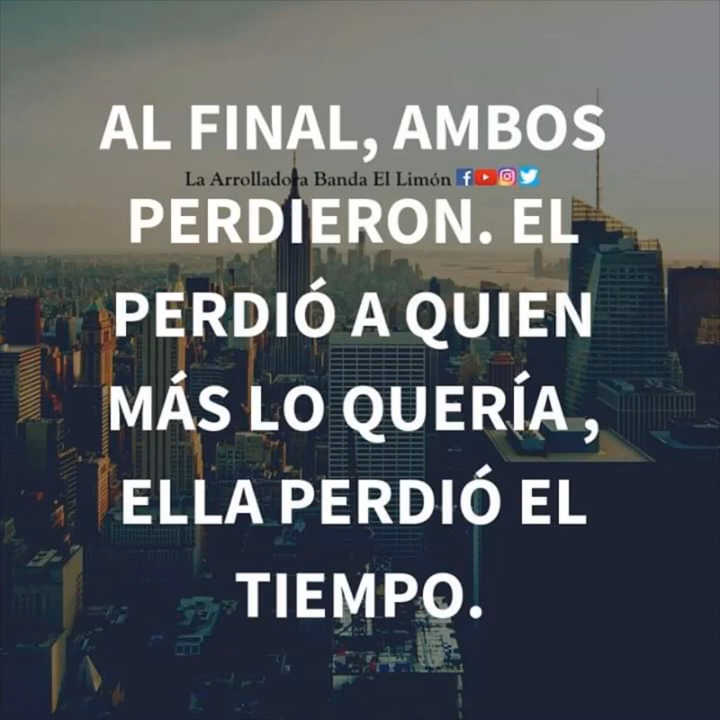 AL FINAL, AMBOS
La Arrolladora Banda El Limón
PERDIERON. EL
PERDIÓ A QUIEN
MÁS LO QUERÍA ,
ELLA PERDIÓ EL
TIEMPO.